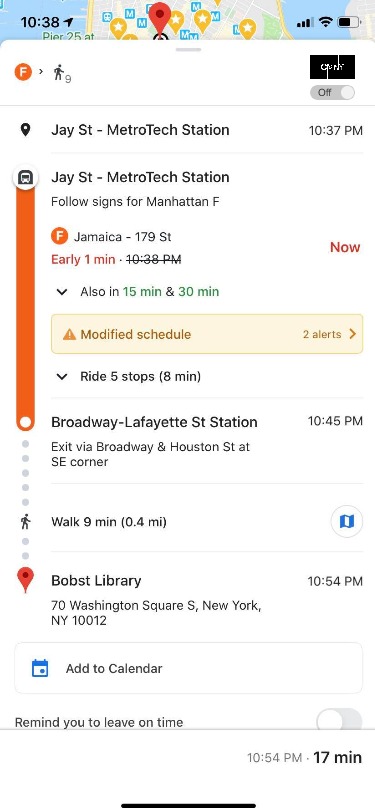 10:38
Pier 25 at
F
9
OMNY
Off
Jay St - MetroTech Station
10:37 PM
Jay St - MetroTech Station
Follow signs for Manhattan F
F Jamaica - 179 St
Now
Early 1 min · 10:38 PM
Also in 15 min & 30 min
Modified schedule
2 alerts
Ride 5 stops (8 min)
Broadway-Lafayette St Station
10:45 PM
Exit via Broadway & Houston St at
SE corner
Walk 9 min (0.4 mi)
Bobst Library
10:54 PM
70 Washington Square S, New York,
NY 10012
Add to Calendar
Remind you to leave on time
10:54 PM · 17 min